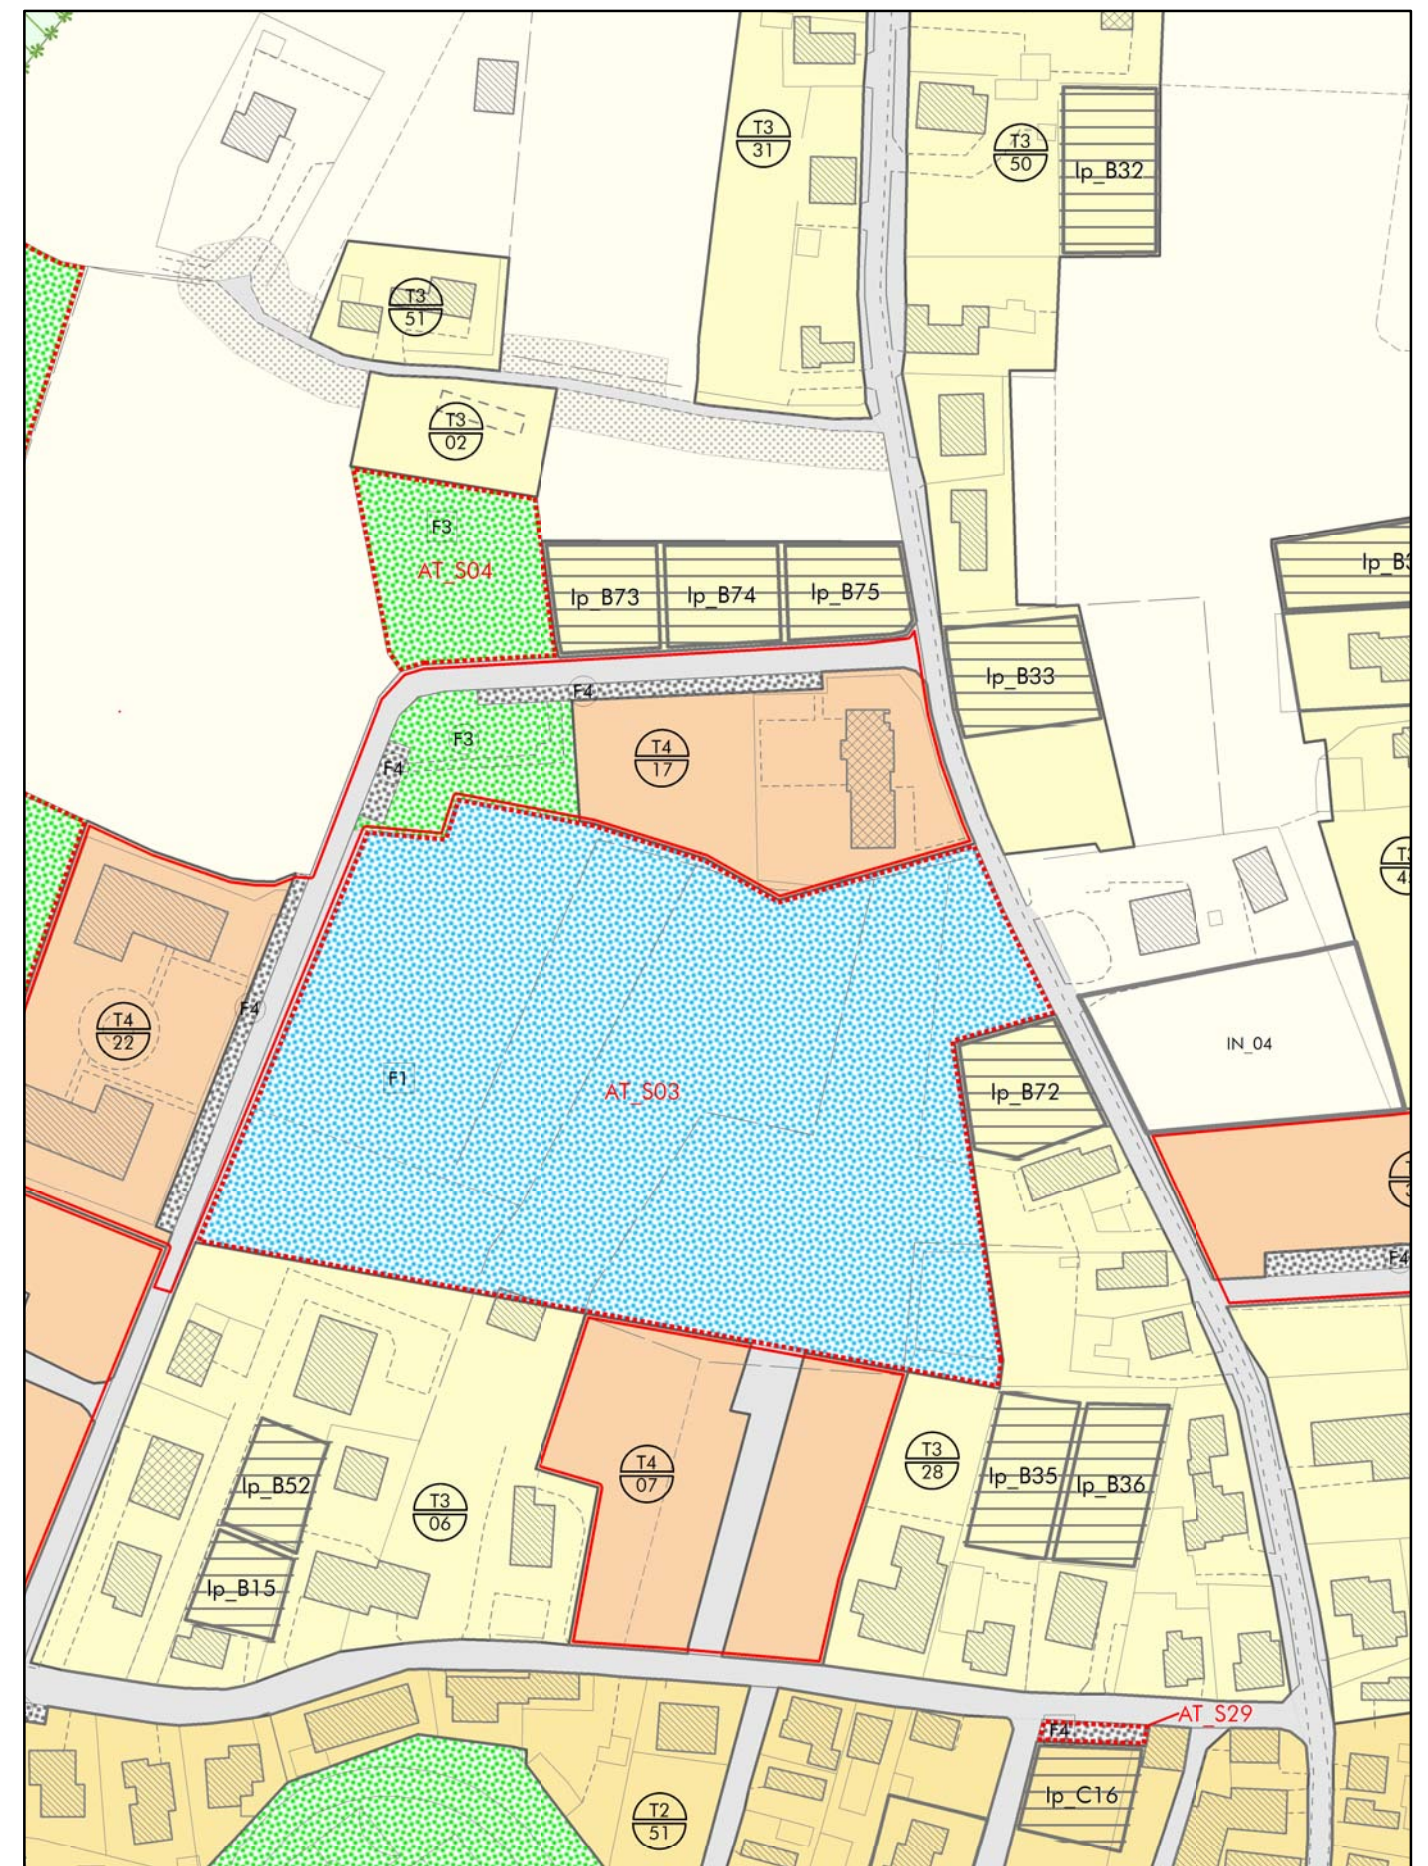 T3
31
T3
50
Ip_B32
T3
51
T3
02
F3
AT_S04
Ip_B73
Ip_B74
Ip_B75
Ip_B33
F4
F3
F4
T4
17
F4
T4
22
F1
AT_S03
Ip_B72
IN_04
F4
T4
07
T3
28
Ip_B35
Ip_B36
Ip_B52
T3
06
Ip_B15
AT_S29
F4
Ip_C16
T2
51